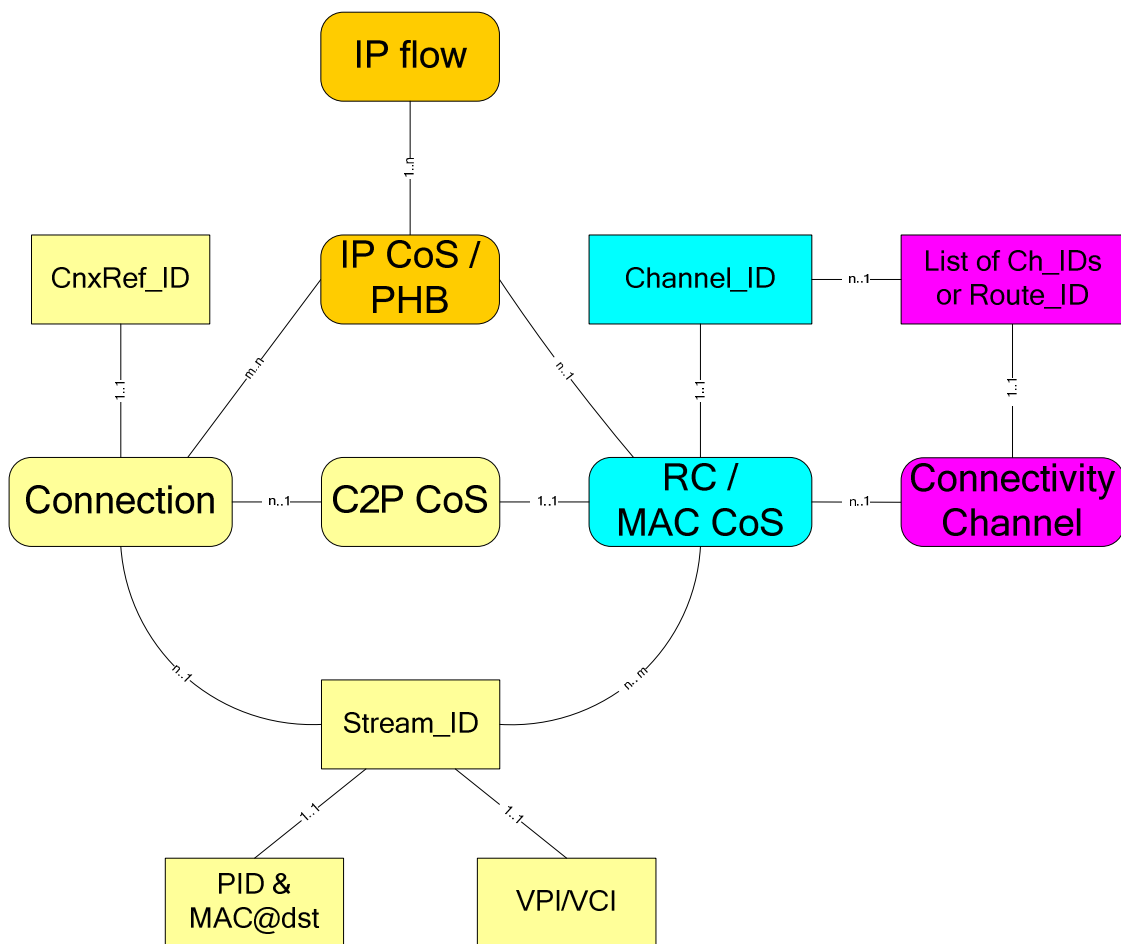 IP flow
1..n
CnxRef_ID
IP CoS /
PHB
Channel_ID
n..1
List of Ch_IDs
or Route_ID
1..1
m..n
n..1
1..1
1..1
Connection
n..1
C2P CoS
1..1
RC /
MAC CoS
n..1
Connectivity
Channel
n..1
n..m
Stream_ID
1..1
1..1
PID &
MAC@dst
VPI/VCI